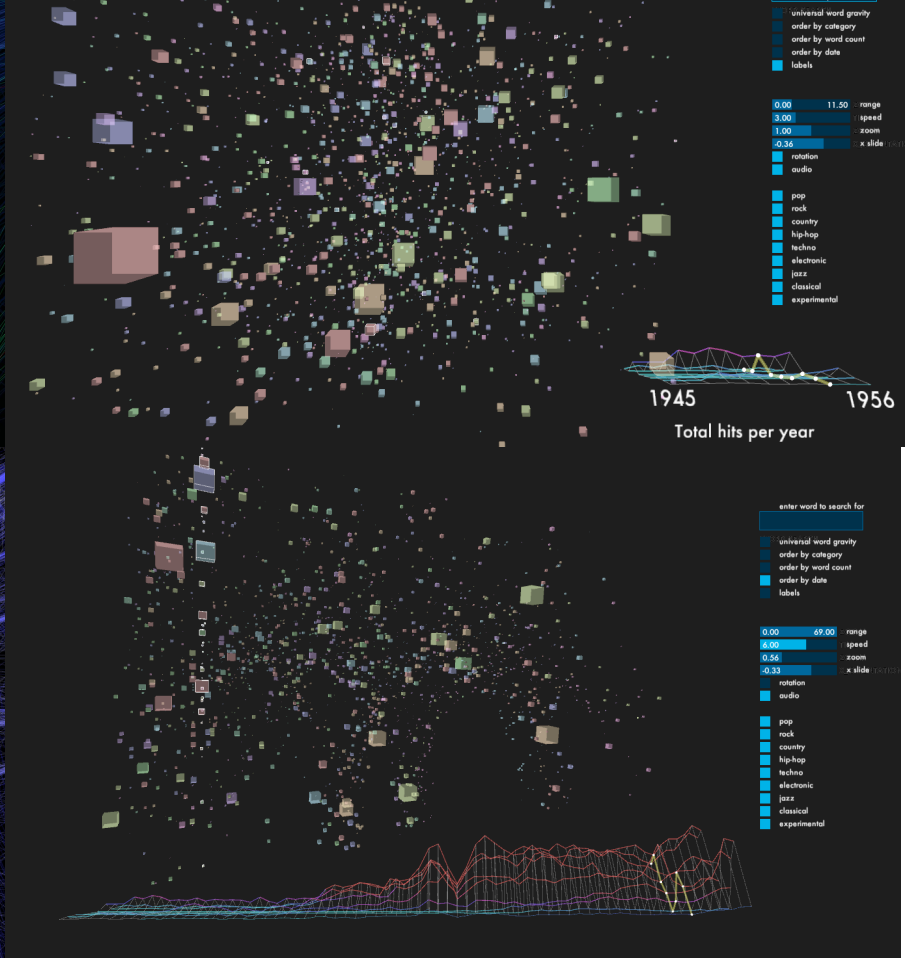 universal word gravity
order by category
order by word count
order by date
labels
0.00 11.50 range
3.00 speed
1.00 zoom
-0.36 x slide
rotation
audio
pop
rock
country
hip-hop
techno
electronic
jazz
classical
experimental
1945 1956
Total hits per year
enter word to search for
universal word gravity
order by category
order by word count
order by date
labels
0.00 69.00 range
6.00 speed
0.56 zoom
-0.33 x slide
rotation
audio
pop
rock
country
hip-hop
techno
electronic
jazz
classical
experimental